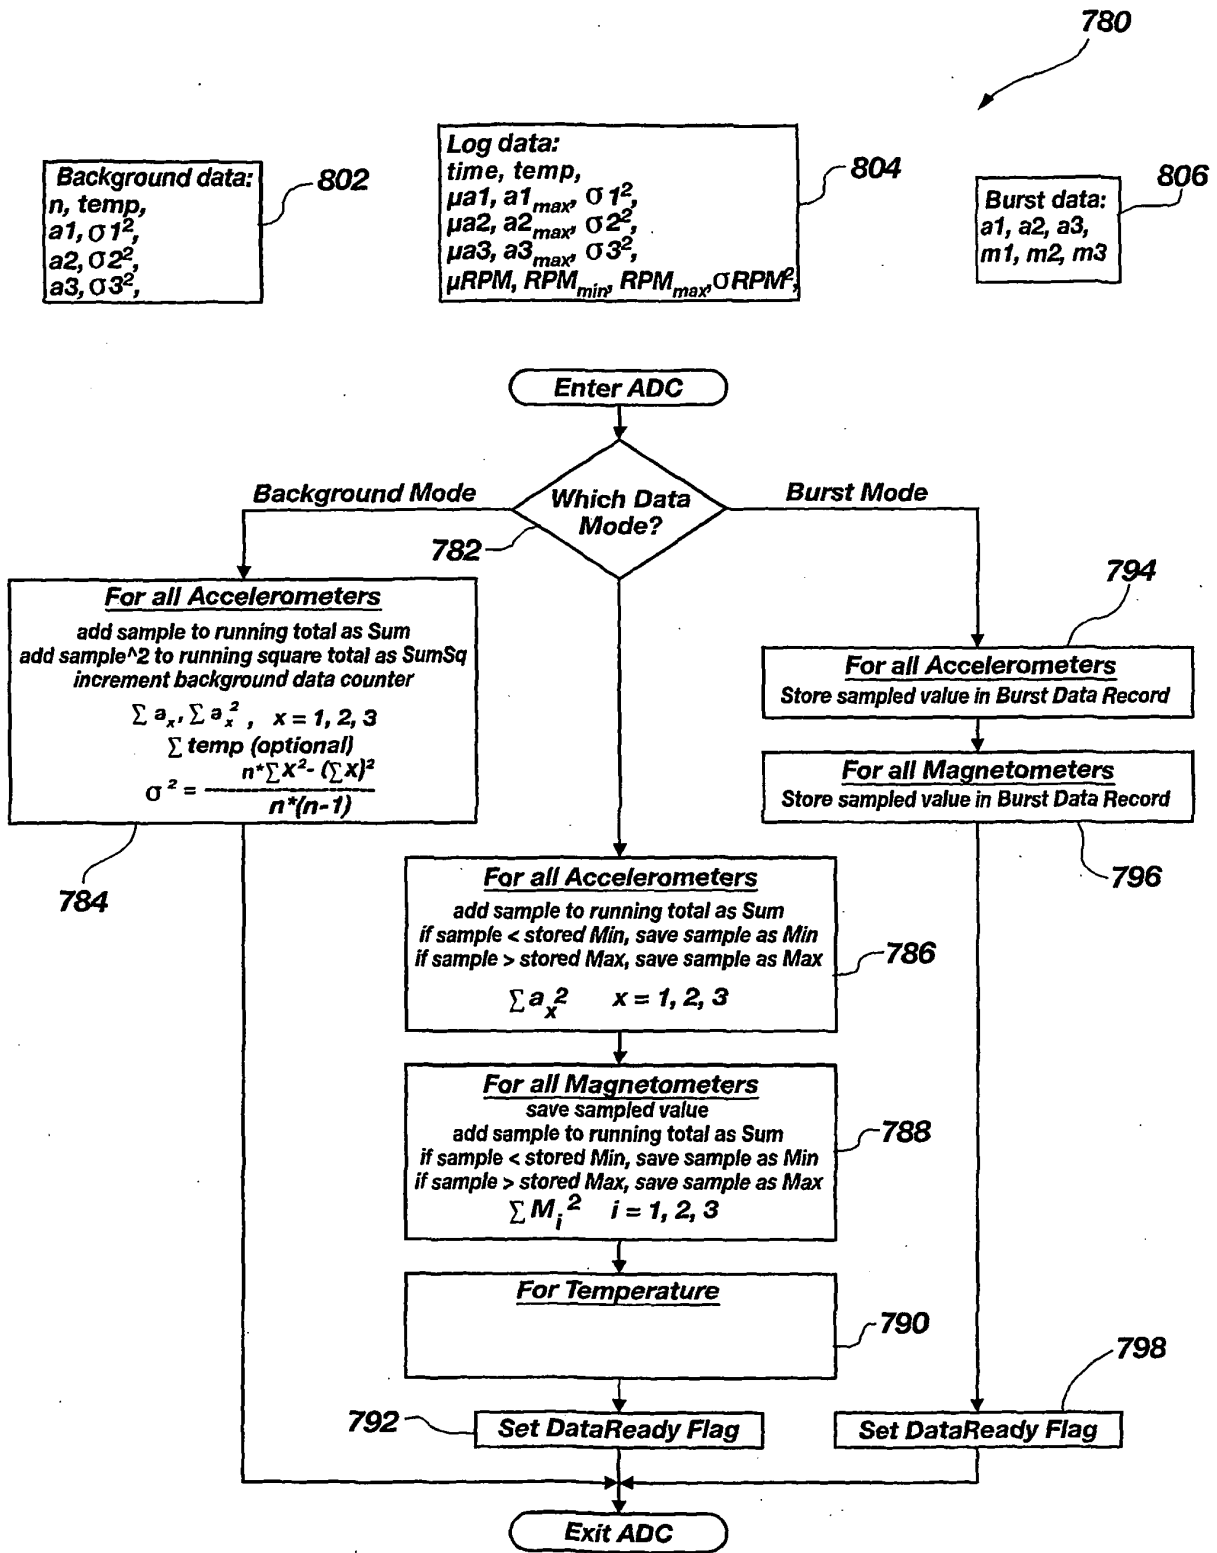 780
Background data:
n, temp,
a1, σ1²,
a2, σ2²,
a3, σ3²,
802
Log data:
time, temp,
μa1, a1max, σ1²,
μa2, a2max, σ2²,
μa3, a3max, σ3²,
μRPM, RPMmin, RPMmax, σRPM²,
804
806
Burst data:
a1, a2, a3,
m1, m2, m3
Enter ADC
Which Data
Mode?
782
Background Mode
Burst Mode
For all Accelerometers
add sample to running total as Sum
add sample^2 to running square total as SumSq
increment background data counter
Σ aₓ, Σ aₓ², x = 1, 2, 3
Σ temp (optional)
σ² = n*ΣX² - (ΣX)²
n*(n-1)
784
794
For all Accelerometers
Store sampled value in Burst Data Record
For all Magnetometers
Store sampled value in Burst Data Record
796
For all Accelerometers
add sample to running total as Sum
if sample < stored Min, save sample as Min
if sample > stored Max, save sample as Max
Σ aₓ² x = 1, 2, 3
786
For all Magnetometers
save sampled value
add sample to running total as Sum
if sample < stored Min, save sample as Min
if sample > stored Max, save sample as Max
Σ Mᵢ² i = 1, 2, 3
788
For Temperature
790
792
Set DataReady Flag
798
Set DataReady Flag
Exit ADC